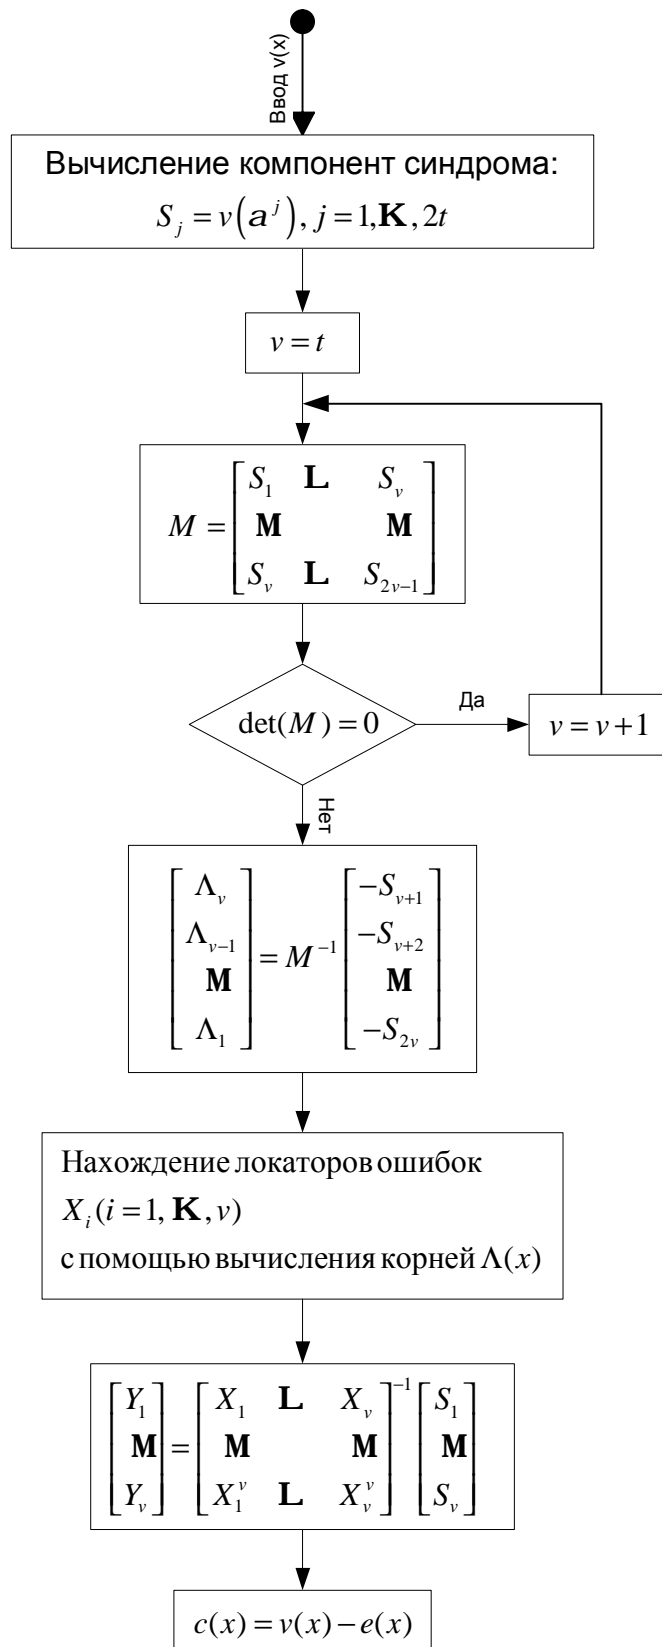 Ввод v(x)
Вычисление компонент синдрома:
S_j = v(a^j), j = 1,K, 2t
v = t
M = [S_1 L S_v
M M
S_v L S_{2v-1}]
det(M) = 0
Да
v = v + 1
Нет
[Λ_v
Λ_{v-1}
M
Λ_1] = M^{-1} [-S_{v+1}
-S_{v+2}
M
-S_{2v}]
Нахождение локаторов ошибок
X_i (i = 1, K, v)
с помощью вычисления корней Λ(x)
[Y_1
M
Y_v] = [X_1 L X_v
M M
X_1^v L X_v^v]^{-1} [S_1
M
S_v]
c(x) = v(x) - e(x)